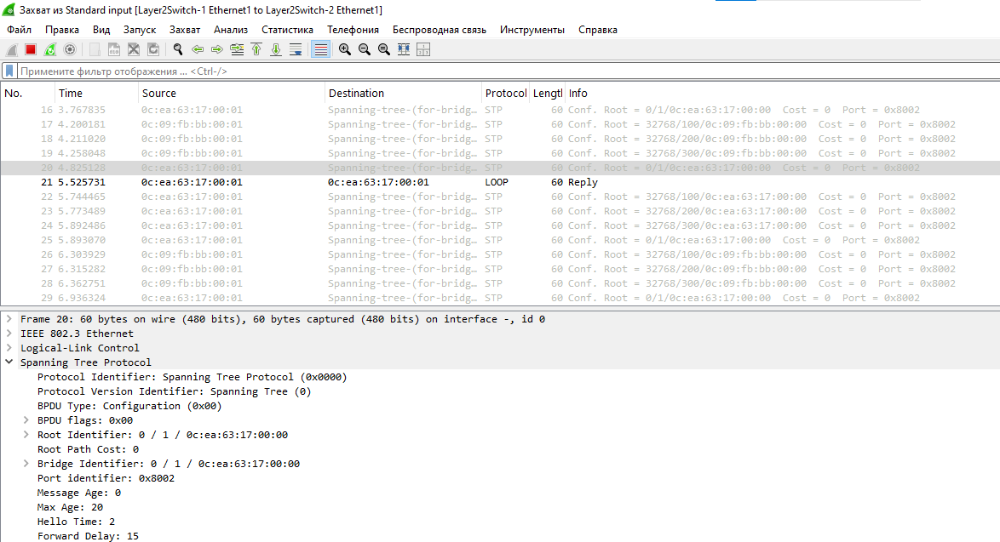 Захват из Standard input [Layer2Switch-1 Ethernet1 to Layer2Switch-2 Ethernet1]
Файл Правка Вид Запуск Захват Анализ Статистика Телефония Беспроводная связь Инструменты Справка
Примените фильтр отображения ... <Ctrl-/>
No. Time Source Destination Protocol Lengtl Info
16 3.767835 0c:ea:63:17:00:01 Spanning-tree-(for-bridg… STP 60 Conf. Root = 0/1/0c:ea:63:17:00:00 Cost = 0 Port = 0x8002
17 4.200181 0c:09:fb:bb:00:01 Spanning-tree-(for-bridg… STP 60 Conf. Root = 32768/100/0c:09:fb:bb:00:00 Cost = 0 Port = 0x8002
18 4.211020 0c:09:fb:bb:00:01 Spanning-tree-(for-bridg… STP 60 Conf. Root = 32768/200/0c:09:fb:bb:00:00 Cost = 0 Port = 0x8002
19 4.258048 0c:09:fb:bb:00:01 Spanning-tree-(for-bridg… STP 60 Conf. Root = 32768/300/0c:09:fb:bb:00:00 Cost = 0 Port = 0x8002
20 4.825128 0c:ea:63:17:00:01 Spanning-tree-(for-bridg… STP 60 Conf. Root = 0/1/0c:ea:63:17:00:00 Cost = 0 Port = 0x8002
21 5.525731 0c:ea:63:17:00:01 0c:ea:63:17:00:01 LOOP 60 Reply
22 5.744465 0c:ea:63:17:00:01 Spanning-tree-(for-bridg… STP 60 Conf. Root = 32768/100/0c:ea:63:17:00:00 Cost = 0 Port = 0x8002
23 5.773489 0c:ea:63:17:00:01 Spanning-tree-(for-bridg… STP 60 Conf. Root = 32768/200/0c:ea:63:17:00:00 Cost = 0 Port = 0x8002
24 5.892486 0c:ea:63:17:00:01 Spanning-tree-(for-bridg… STP 60 Conf. Root = 32768/300/0c:ea:63:17:00:00 Cost = 0 Port = 0x8002
25 5.893070 0c:ea:63:17:00:01 Spanning-tree-(for-bridg… STP 60 Conf. Root = 0/1/0c:ea:63:17:00:00 Cost = 0 Port = 0x8002
26 6.303929 0c:09:fb:bb:00:01 Spanning-tree-(for-bridg… STP 60 Conf. Root = 32768/100/0c:09:fb:bb:00:00 Cost = 0 Port = 0x8002
27 6.315282 0c:09:fb:bb:00:01 Spanning-tree-(for-bridg… STP 60 Conf. Root = 32768/200/0c:09:fb:bb:00:00 Cost = 0 Port = 0x8002
28 6.362751 0c:09:fb:bb:00:01 Spanning-tree-(for-bridg… STP 60 Conf. Root = 32768/300/0c:09:fb:bb:00:00 Cost = 0 Port = 0x8002
29 6.936324 0c:ea:63:17:00:01 Spanning-tree-(for-bridg… STP 60 Conf. Root = 0/1/0c:ea:63:17:00:00 Cost = 0 Port = 0x8002
Frame 20: 60 bytes on wire (480 bits), 60 bytes captured (480 bits) on interface -, id 0
IEEE 802.3 Ethernet
Logical-Link Control
Spanning Tree Protocol
Protocol Identifier: Spanning Tree Protocol (0x0000)
Protocol Version Identifier: Spanning Tree (0)
BPDU Type: Configuration (0x00)
BPDU flags: 0x00
Root Identifier: 0 / 1 / 0c:ea:63:17:00:00
Root Path Cost: 0
Bridge Identifier: 0 / 1 / 0c:ea:63:17:00:00
Port identifier: 0x8002
Message Age: 0
Max Age: 20
Hello Time: 2
Forward Delay: 15